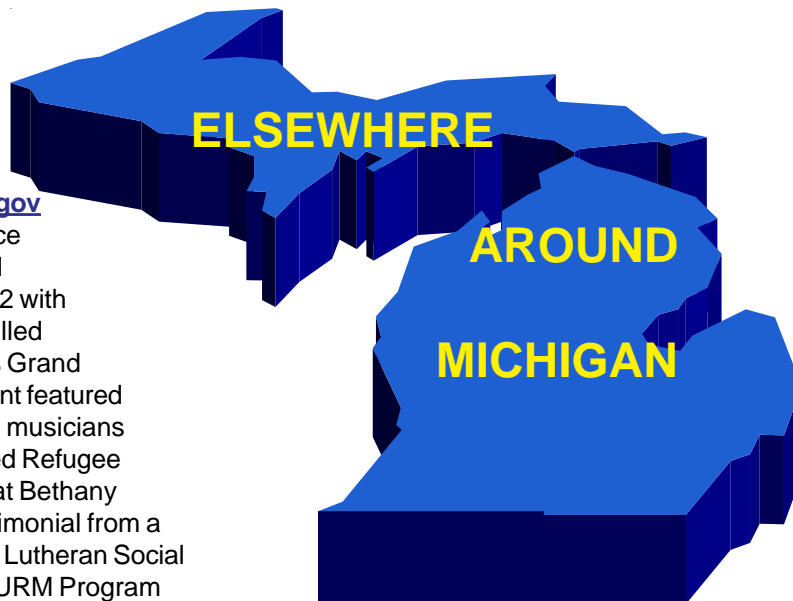 ELSEWHERE
AROUND
MICHIGAN
gov
ce
2 with
lled
Grand
nt featured
musicians
ed Refugee
at Bethany
imonial from a
Lutheran Social
URM Program